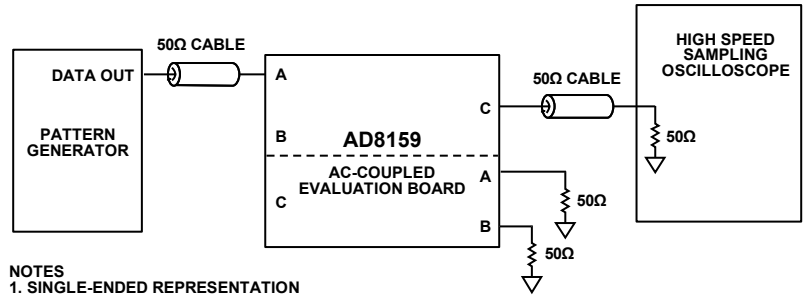 50Ω CABLE
DATA OUT
PATTERN
GENERATOR
A
B
C
AD8159
AC-COUPLED
EVALUATION BOARD
C
A
B
50Ω CABLE
50Ω
50Ω
HIGH SPEED
SAMPLING
OSCILLOSCOPE
50Ω
NOTES
1. SINGLE-ENDED REPRESENTATION